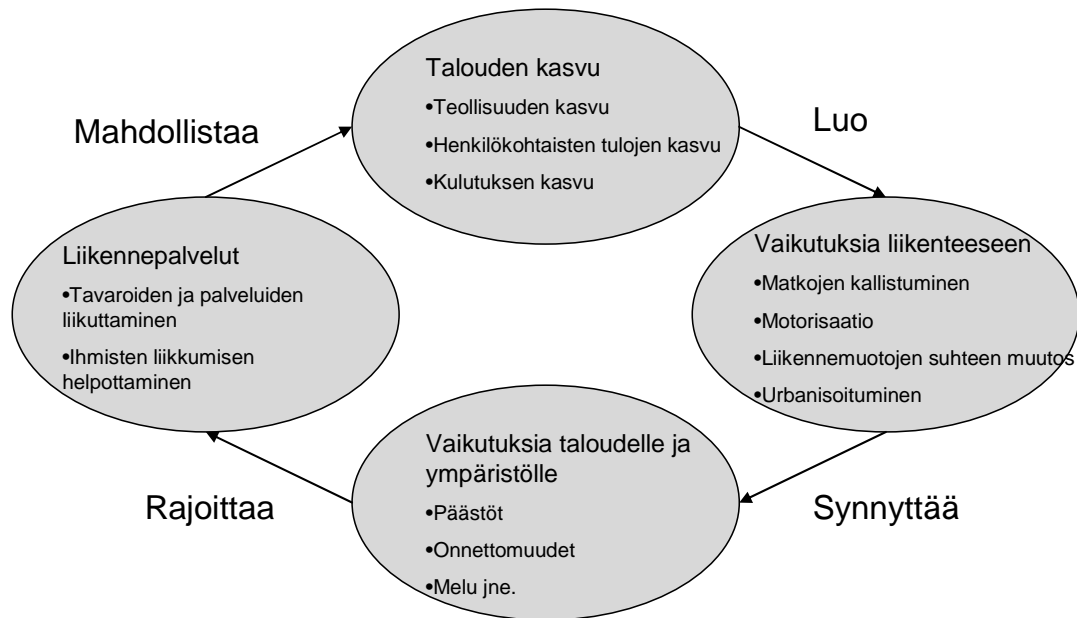 Talouden kasvu
•Teollisuuden kasvu
•Henkilökohtaisten tulojen kasvu
•Kulutuksen kasvu
Mahdollistaa
Luo
Liikennepalvelut
•Tavaroiden ja palveluiden
liikuttaminen
•Ihmisten liikkumisen
helpottaminen
Vaikutuksia liikenteeseen
•Matkojen kallistuminen
•Motorisaatio
•Liikennemuotojen suhteen muutos
•Urbanisoituminen
Vaikutuksia taloudelle ja
ympäristölle
•Päästöt
•Onnettomuudet
•Melu jne.
Rajoittaa
Synnyttää